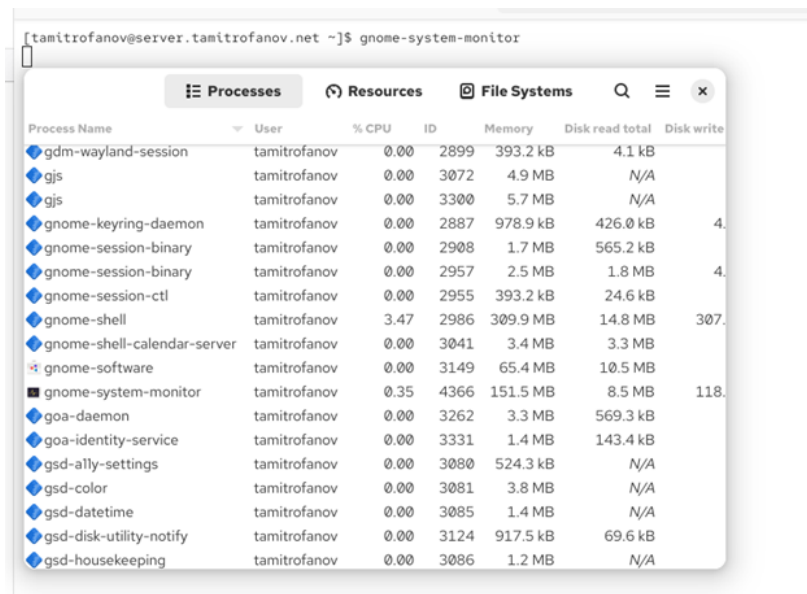 [tamitrofanov@server.tamitrofanov.net ~]$ gnome-system-monitor
Processes Resources File Systems
Process Name User % CPU ID Memory Disk read total Disk write
gdm-wayland-session tamitrofanov 0.00 2899 393.2 kB 4.1 kB
gjs tamitrofanov 0.00 3072 4.9 MB N/A
gjs tamitrofanov 0.00 3300 5.7 MB N/A
gnome-keyring-daemon tamitrofanov 0.00 2887 978.9 kB 426.0 kB 4.
gnome-session-binary tamitrofanov 0.00 2908 1.7 MB 565.2 kB
gnome-session-binary tamitrofanov 0.00 2957 2.5 MB 1.8 MB 4.
gnome-session-ctl tamitrofanov 0.00 2955 393.2 kB 24.6 kB
gnome-shell tamitrofanov 3.47 2986 309.9 MB 14.8 MB 307.
gnome-shell-calendar-server tamitrofanov 0.00 3041 3.4 MB 3.3 MB
gnome-software tamitrofanov 0.00 3149 65.4 MB 10.5 MB
gnome-system-monitor tamitrofanov 0.35 4366 151.5 MB 8.5 MB 118.
goa-daemon tamitrofanov 0.00 3262 3.3 MB 569.3 kB
goa-identity-service tamitrofanov 0.00 3331 1.4 MB 143.4 kB
gsd-a11y-settings tamitrofanov 0.00 3080 524.3 kB N/A
gsd-color tamitrofanov 0.00 3081 3.8 MB N/A
gsd-datetime tamitrofanov 0.00 3085 1.4 MB N/A
gsd-disk-utility-notify tamitrofanov 0.00 3124 917.5 kB 69.6 kB
gsd-housekeeping tamitrofanov 0.00 3086 1.2 MB N/A